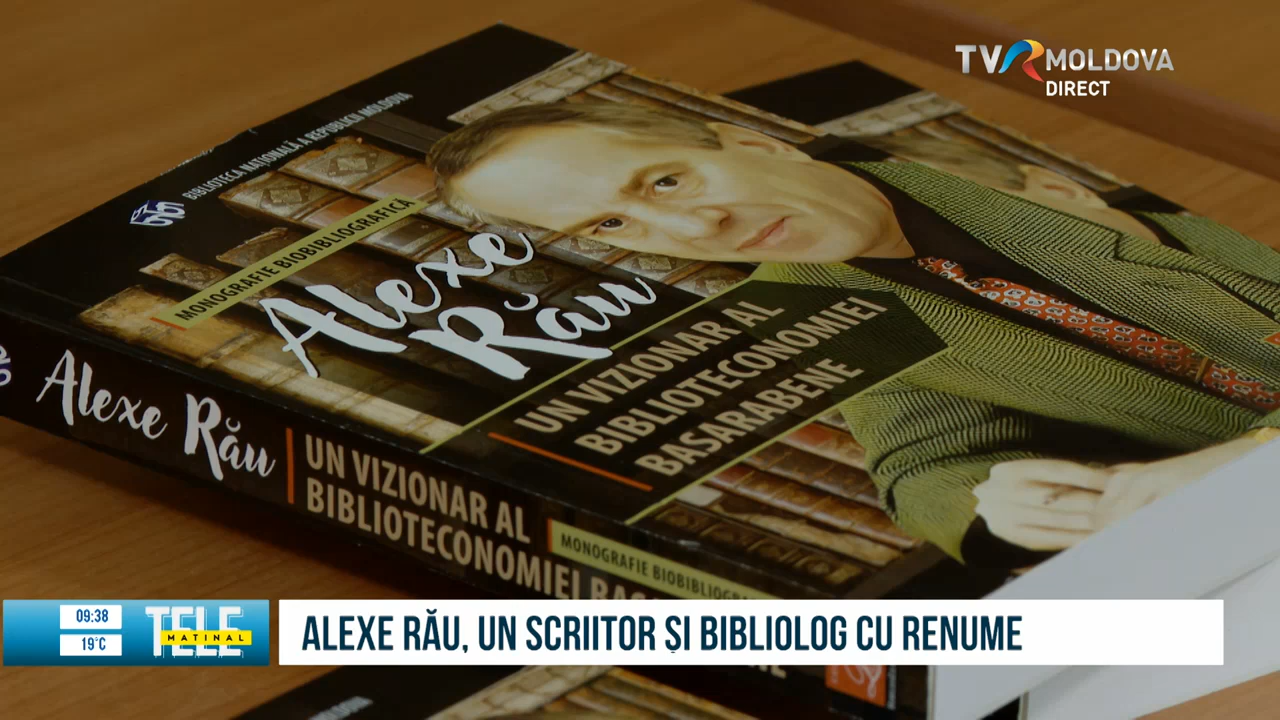 TVR MOLDOVA
DIRECT
BIBLIOTECA NAȚIONALĂ A REPUBLICII MOLDOVA
MONOGRAFIE BIOBIBLIOGRAFICĂ
Alexe
Rău
UN VIZIONAR AL
BIBLIOTECONOMIEI
BASARABENE
Alexe Rău
UN VIZIONAR AL
BIBLIOTECONOMIEI
MONOGRAFIE
09:38
19°C
TELE
MATINAL
ALEXE RĂU, UN SCRIITOR ȘI BIBLIOLOG CU RENUME